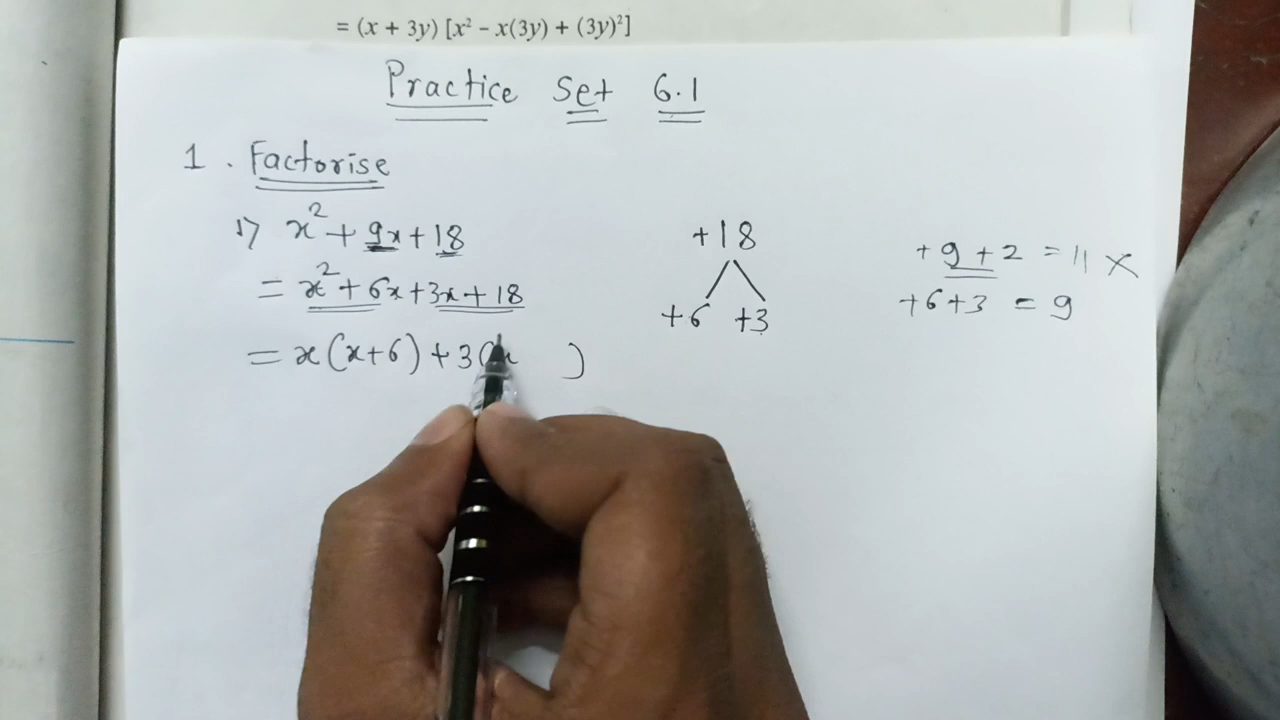 = (x + 3y) [x² – x(3y) + (3y)²]
Practice Set 6.1
1. Factorise
1) x² + 9x + 18
= x² + 6x + 3x + 18
= x(x+6) + 3(x )
+18
+6 +3
+9 +2 = 11 ×
+6+3 = 9